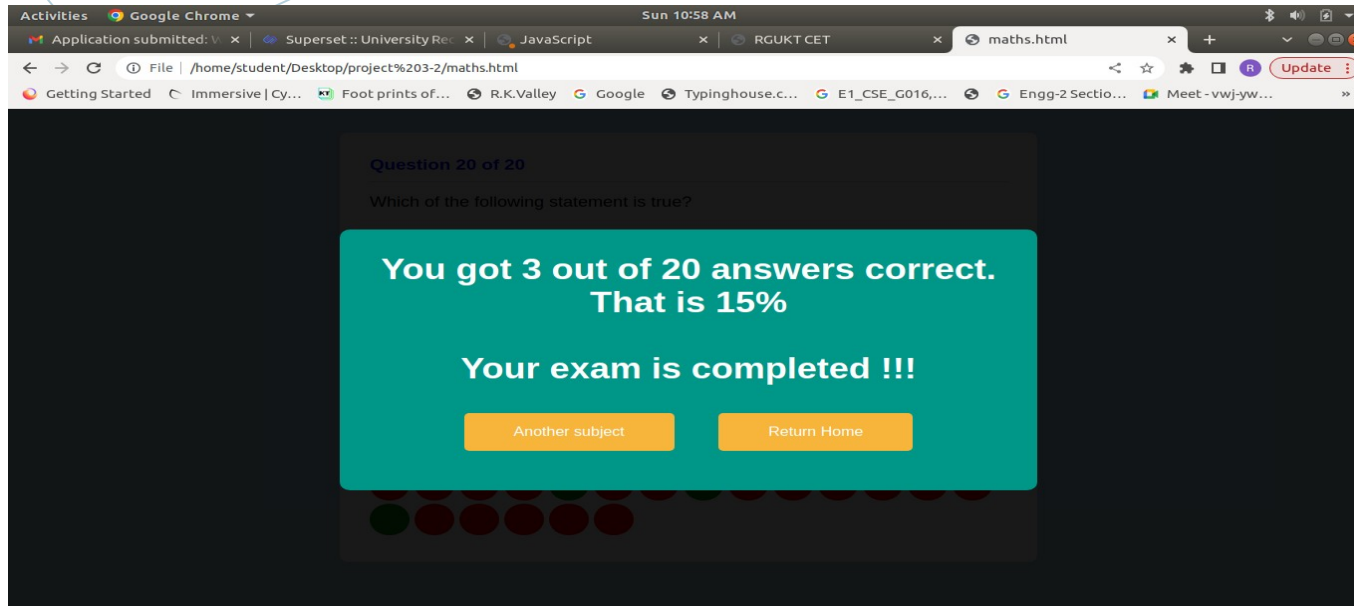 Activities Google Chrome Sun 10:58 AM
Application submitted: Superset :: University Rec JavaScript RGUKT CET maths.html
File | /home/student/Desktop/project%203-2/maths.html Update
Getting Started Immersive | Cy... Foot prints of... R.K.Valley Google Typinghouse.c... E1_CSE_G016,... Engg-2 Sectio... Meet - vwj-yw... »
Question 20 of 20
Which of the following statement is true?
You got 3 out of 20 answers correct.
That is 15%
Your exam is completed !!!
Another subject Return Home